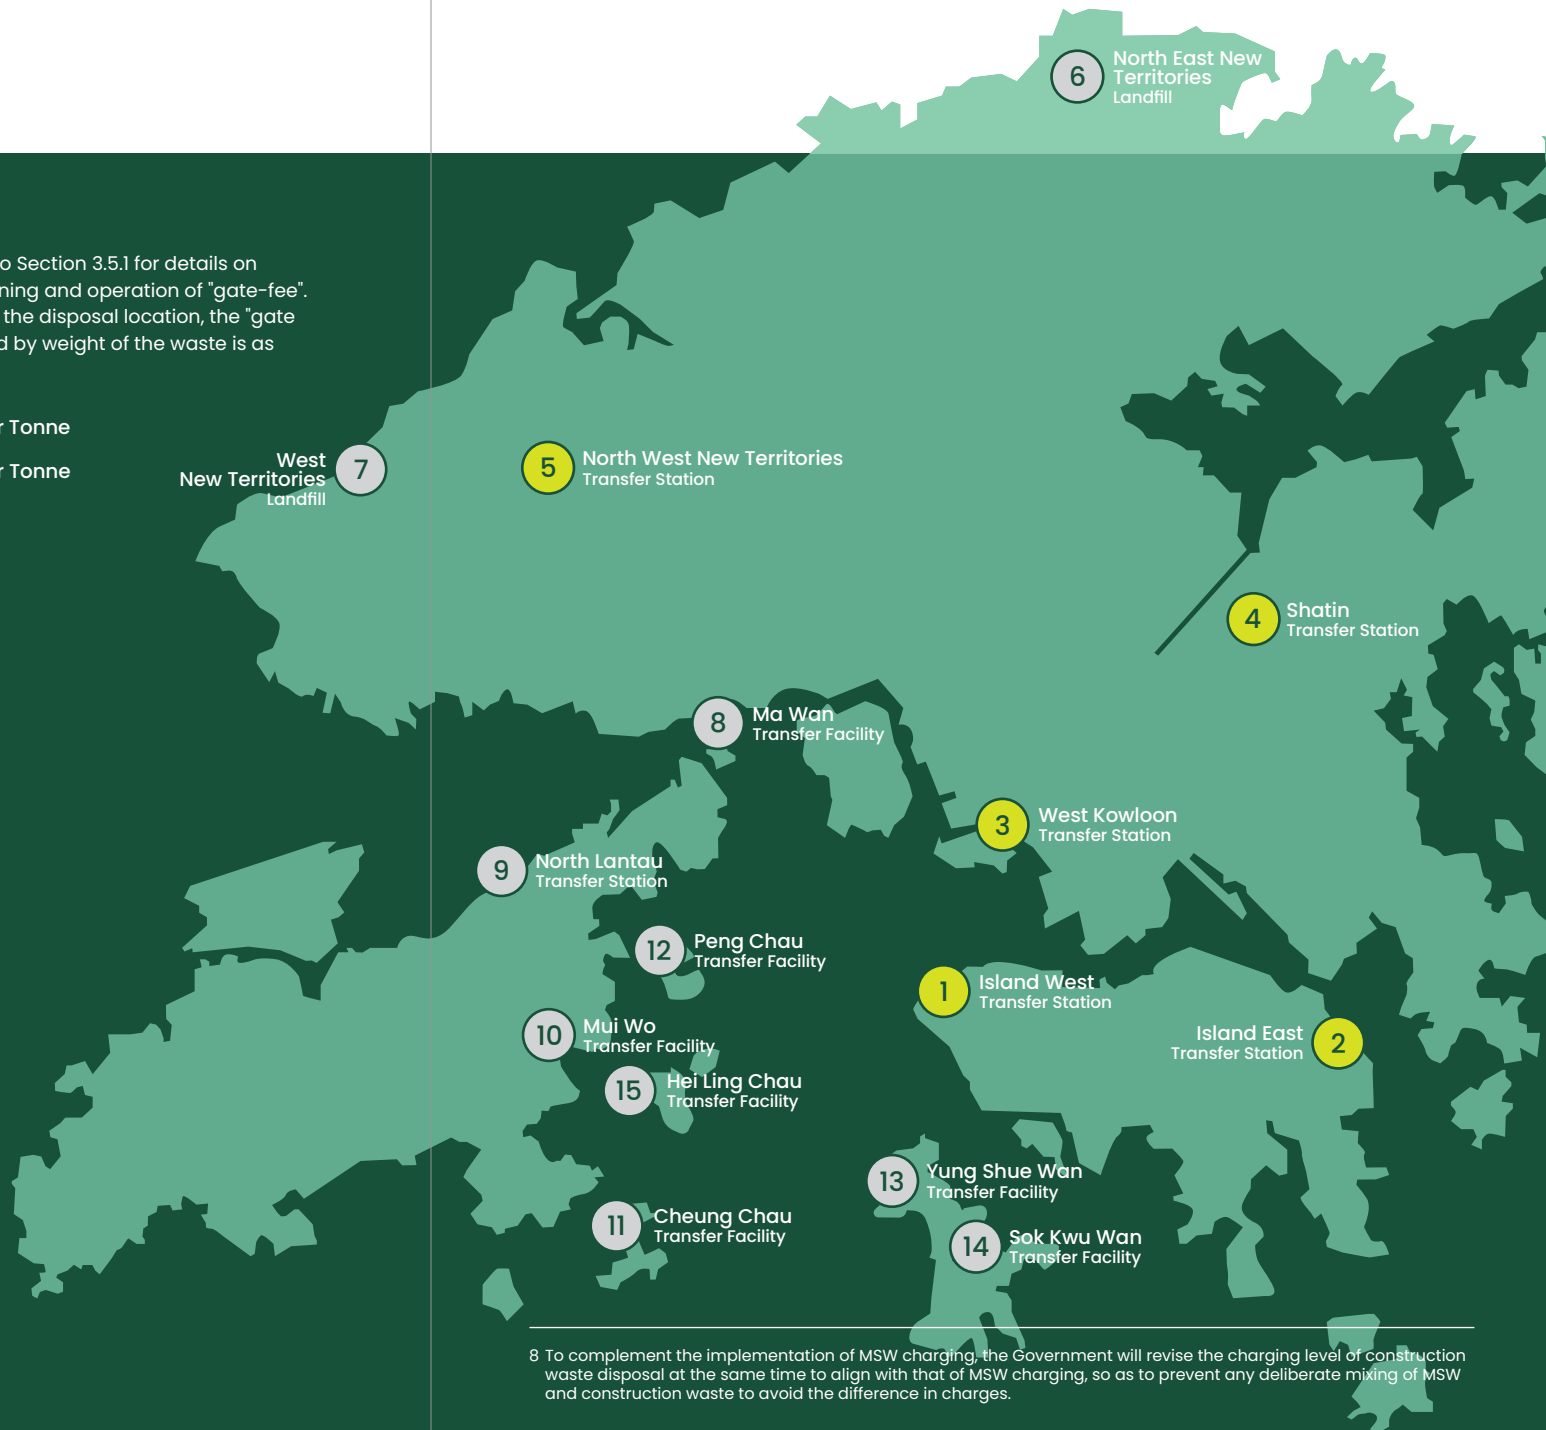 6
North East New
Territories
Landfill
o Section 3.5.1 for details on
ning and operation of "gate-fee".
the disposal location, the "gate
d by weight of the waste is as
r Tonne
r Tonne
West
New Territories
Landfill
7
5
North West New Territories
Transfer Station
4
Shatin
Transfer Station
8
Ma Wan
Transfer Facility
3
West Kowloon
Transfer Station
9
North Lantau
Transfer Station
12
Peng Chau
Transfer Facility
1
Island West
Transfer Station
10
Mui Wo
Transfer Facility
Island East
Transfer Station
2
15
Hei Ling Chau
Transfer Facility
13
Yung Shue Wan
Transfer Facility
11
Cheung Chau
Transfer Facility
14
Sok Kwu Wan
Transfer Facility
8 To complement the implementation of MSW charging, the Government will revise the charging level of construction
waste disposal at the same time to align with that of MSW charging, so as to prevent any deliberate mixing of MSW
and construction waste to avoid the difference in charges.